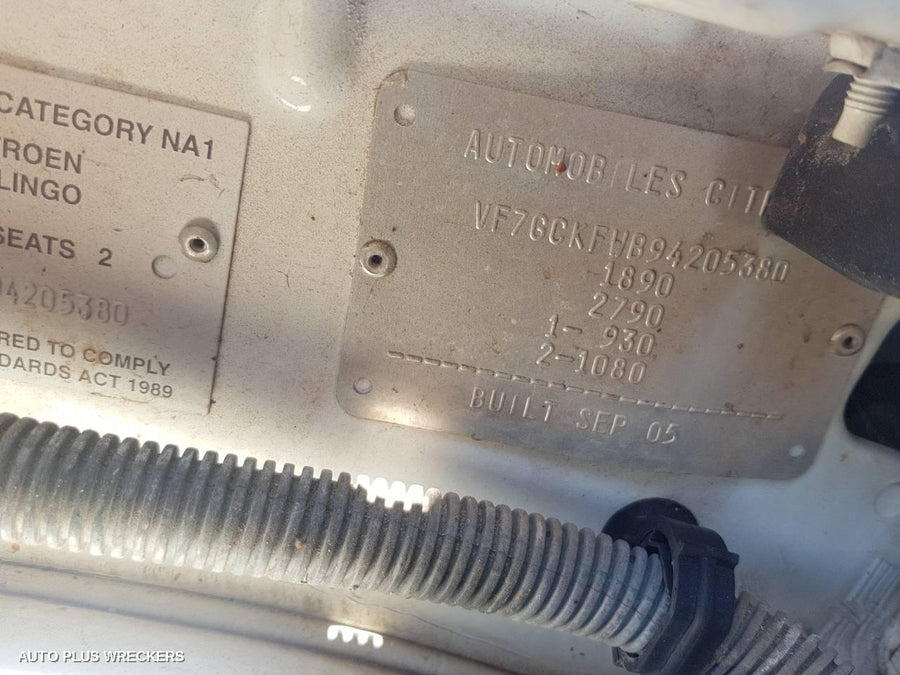 CATEGORY NA1
ROEN
LINGO
SEATS 2
94205380
RED TO COMPLY
DARDS ACT 1989
AUTOMOBILES CIT
VF7GCKFWB94205380
1890
2790
1- 930
2-1080
BUILT SEP 05
AUTO PLUS WRECKERS